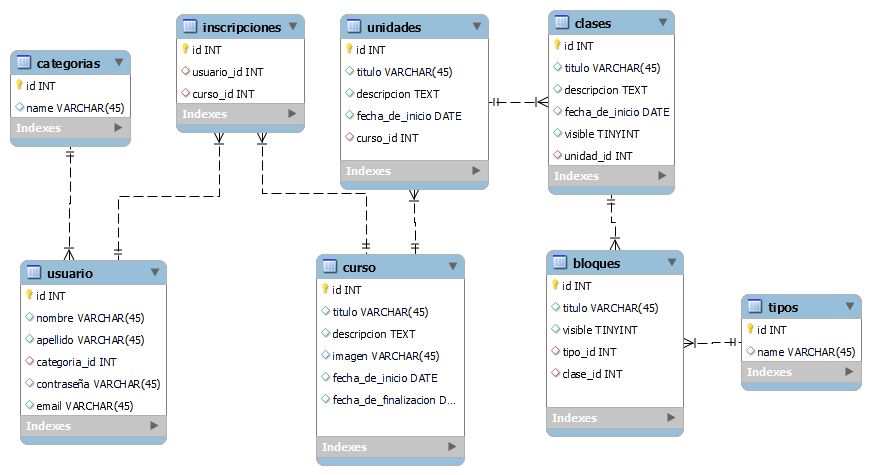 categorias
id INT
name VARCHAR(45)
Indexes
inscripciones
id INT
usuario_id INT
curso_id INT
Indexes
unidades
id INT
titulo VARCHAR(45)
descripcion TEXT
fecha_de_inicio DATE
curso_id INT
Indexes
clases
id INT
titulo VARCHAR(45)
descripcion TEXT
fecha_de_inicio DATE
visible TINYINT
unidad_id INT
Indexes
usuario
id INT
nombre VARCHAR(45)
apellido VARCHAR(45)
categoria_id INT
contraseña VARCHAR(45)
email VARCHAR(45)
Indexes
curso
id INT
titulo VARCHAR(45)
descripcion TEXT
imagen VARCHAR(45)
fecha_de_inicio DATE
fecha_de_finalizacion D...
Indexes
bloques
id INT
titulo VARCHAR(45)
visible TINYINT
tipo_id INT
clase_id INT
Indexes
tipos
id INT
name VARCHAR(45)
Indexes